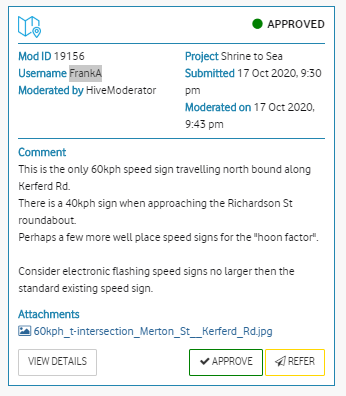 APPROVED
Mod ID 19156
Username FrankA
Moderated by HiveModerator
Project Shrine to Sea
Submitted 17 Oct 2020, 9:30
pm
Moderated on 17 Oct 2020,
9:43 pm
Comment
This is the only 60kph speed sign travelling north bound along
Kerferd Rd.
There is a 40kph sign when approaching the Richardson St
roundabout.
Perhaps a few more well place speed signs for the "hoon factor".
Consider electronic flashing speed signs no larger then the
standard existing speed sign.
Attachments
60kph_t-intersection_Merton_St__Kerferd_Rd.jpg
VIEW DETAILS
APPROVE
REFER